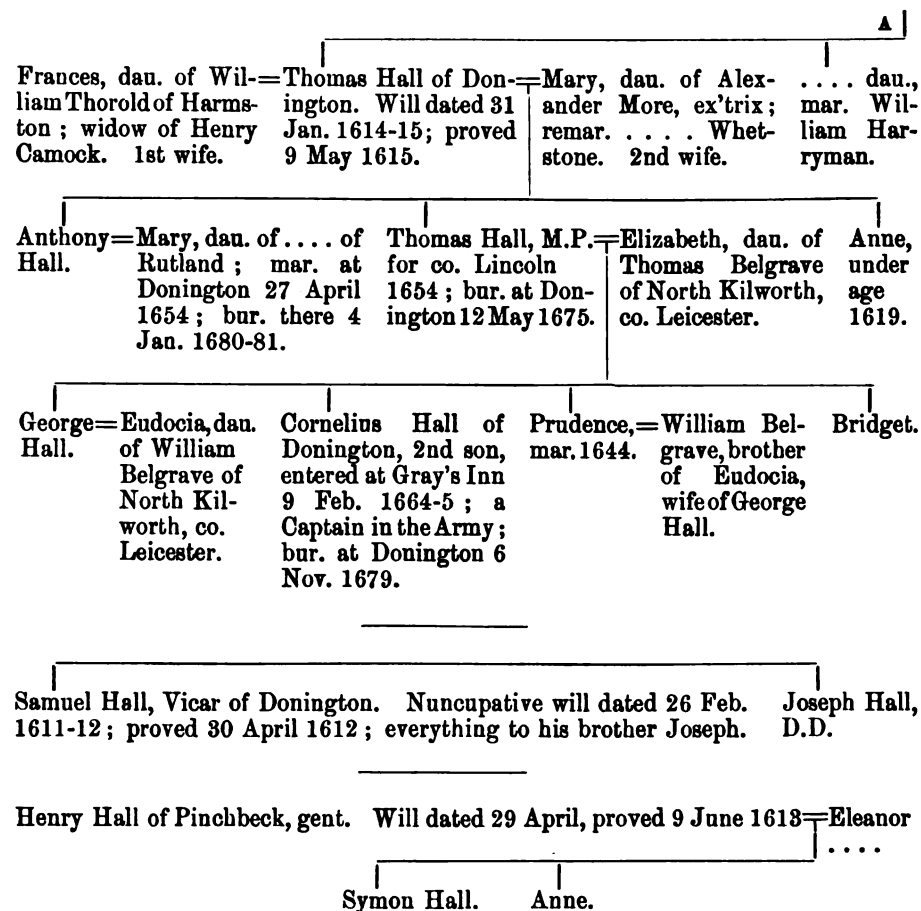 A
Frances, dau. of Wil-=Thomas Hall of Don-=Mary, dau. of Alex- .... dau.,
liam Thorold of Harms- ington. Will dated 31 ander More, ex'trix; mar. Wil-
ton; widow of Henry Jan. 1614-15; proved remar. .... Whet- liam Har-
Camock. 1st wife. 9 May 1615. stone. 2nd wife. ryman.
Anthony=Mary, dau. of .... of Thomas Hall, M.P.=Elizabeth, dau. of Anne,
Hall. Rutland; mar. at for co. Lincoln Thomas Belgrave under
Donington 27 April 1654; bur. at Don- of North Kilworth, age
1654; bur. there 4 ington 12 May 1675. co. Leicester. 1619.
Jan. 1680-81.
George=Eudocia, dau. Cornelius Hall of Prudence,=William Bel- Bridget.
Hall. of William Donington, 2nd son, mar. 1644. grave, brother
Belgrave of entered at Gray's Inn of Eudocia,
North Kil- 9 Feb. 1664-5; a wife of George
worth, co. Captain in the Army; Hall.
Leicester. bur. at Donington 6
Nov. 1679.
Samuel Hall, Vicar of Donington. Nuncupative will dated 26 Feb. Joseph Hall,
1611-12; proved 30 April 1612; everything to his brother Joseph. D.D.
Henry Hall of Pinchbeck, gent. Will dated 29 April, proved 9 June 1613=Eleanor
....
Symon Hall. Anne.